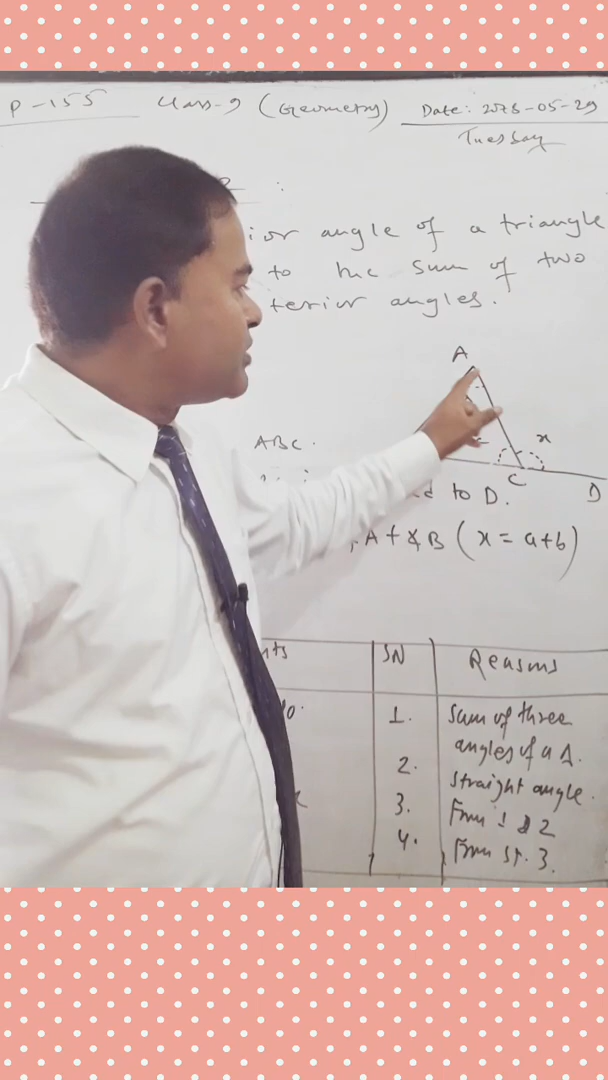 P-155 Class-9 (Geometry) Date: 2078-05-29
Tuesday
ior angle of a triangle
to the sum of two
terior angles.
A
ABC.
x
C
D
d to D.
A + ∡B (x = a+b)
nts SN Reasons
1. Sum of three
angles of a Δ.
2. straight angle.
3. From 1 & 2
4. From st. 3.